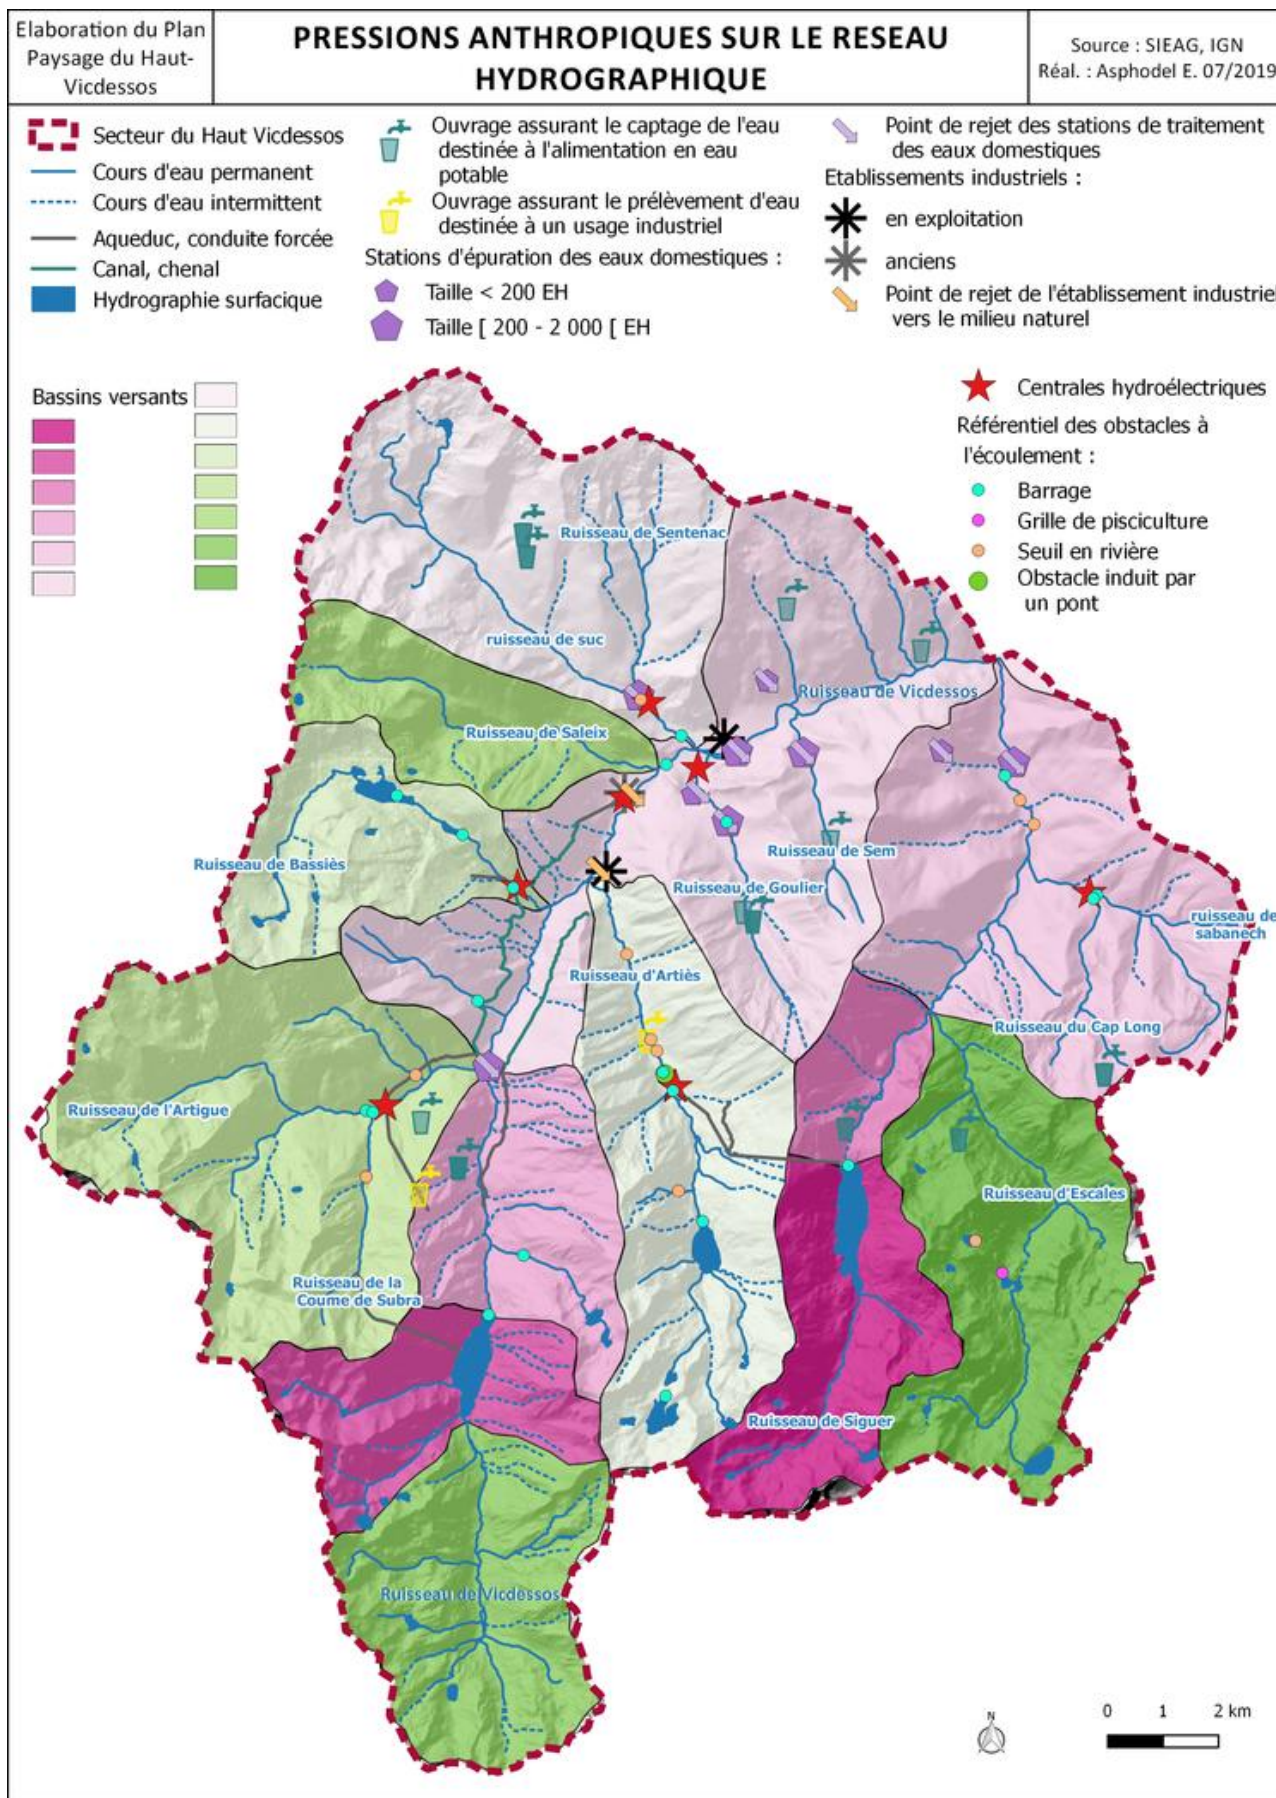 Elaboration du Plan
Paysage du Haut-
Vicdessos
PRESSIONS ANTHROPIQUES SUR LE RESEAU
HYDROGRAPHIQUE
Source : SIEAG, IGN
Réal. : Asphodel E. 07/2019
Secteur du Haut Vicdessos
Cours d'eau permanent
Cours d'eau intermittent
Aqueduc, conduite forcée
Canal, chenal
Hydrographie surfacique
Ouvrage assurant le captage de l'eau
destinée à l'alimentation en eau
potable
Ouvrage assurant le prélèvement d'eau
destinée à un usage industriel
Stations d'épuration des eaux domestiques :
Taille < 200 EH
Taille [ 200 - 2 000 [ EH
Point de rejet des stations de traitement
des eaux domestiques
Etablissements industriels :
en exploitation
anciens
Point de rejet de l'établissement industriel
vers le milieu naturel
Bassins versants
Centrales hydroélectriques
Référentiel des obstacles à
l'écoulement :
Barrage
Grille de pisciculture
Seuil en rivière
Obstacle induit par
un pont
Ruisseau de Sentenac
ruisseau de suc
Ruisseau de Vicdessos
Ruisseau de Saleix
Ruisseau de Bassiès
Ruisseau de Sem
Ruisseau de Goulier
ruisseau de
sabanech
Ruisseau d'Artiès
Ruisseau du Cap Long
Ruisseau de l'Artigue
Ruisseau d'Escales
Ruisseau de la
Coume de Subra
Ruisseau de Siguer
Ruisseau de Vicdessos
N
0 1 2 km